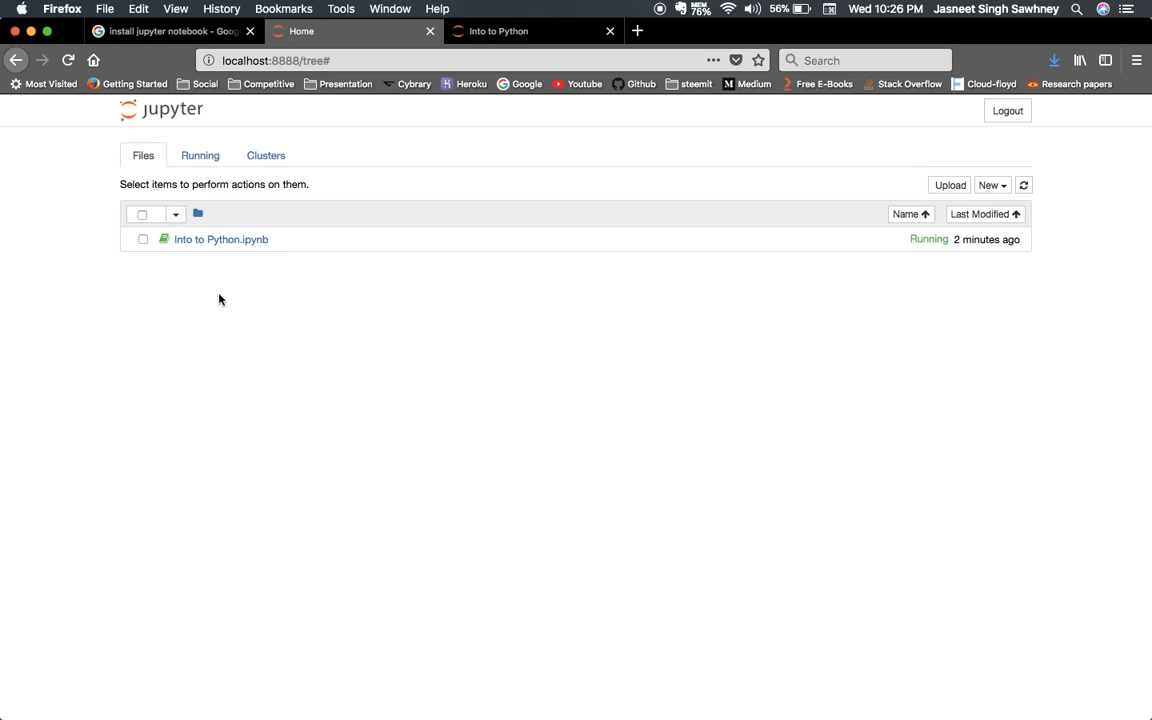 Firefox File Edit View History Bookmarks Tools Window Help MEM 76% 56% Wed 10:26 PM Jasneet Singh Sawhney
install jupyter notebook - Goog Home Into to Python
localhost:8888/tree# Search
Most Visited Getting Started Social Competitive Presentation Cybrary Heroku Google Youtube Github steemit Medium Free E-Books Stack Overflow Cloud-floyd Research papers
jupyter Logout
Files Running Clusters
Select items to perform actions on them. Upload New
Name Last Modified
Into to Python.ipynb Running 2 minutes ago